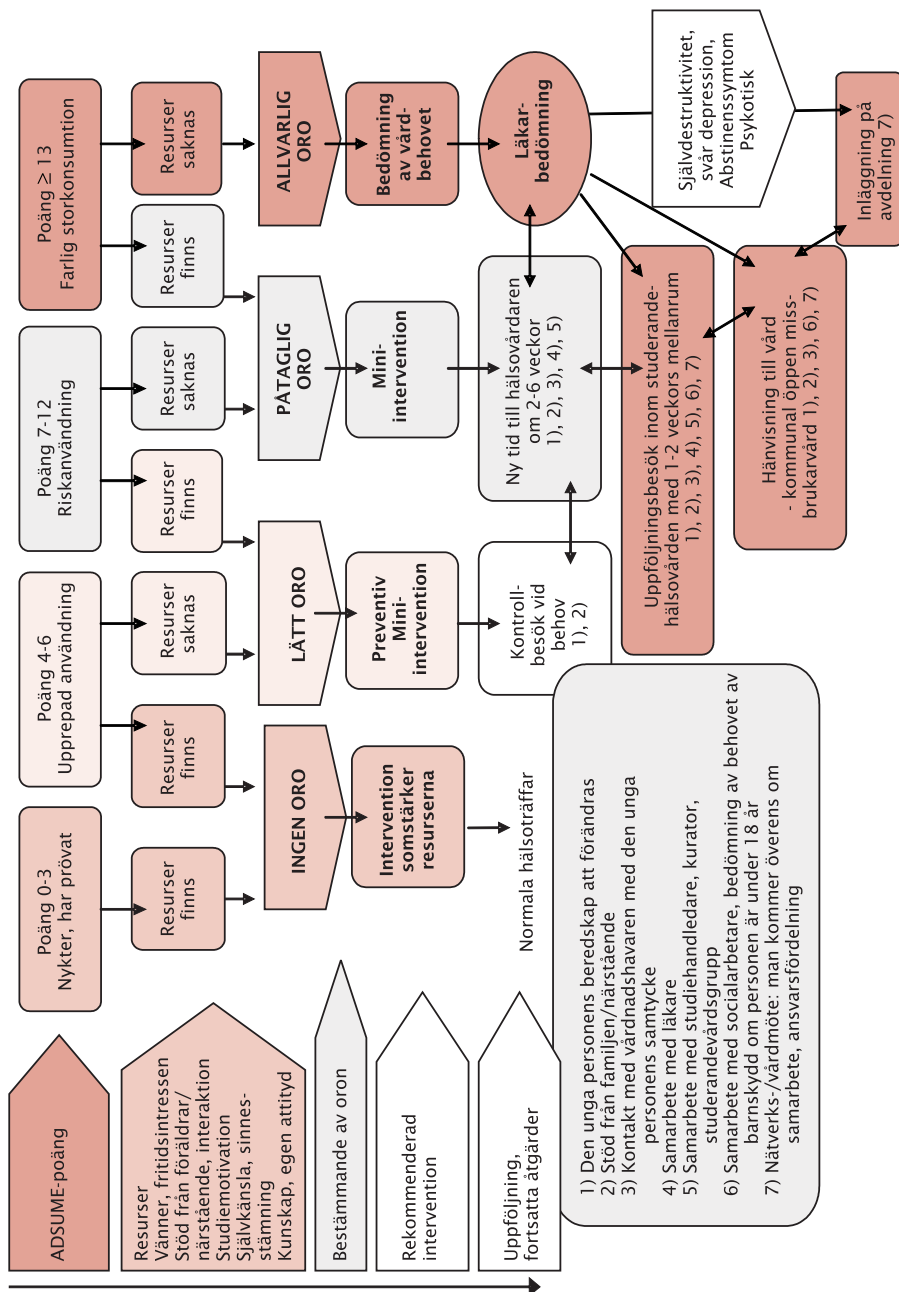 ADSUME-poäng
Poäng 0-3
Nykter, har prövat
Poäng 4-6
Upprepad användning
Poäng 7-12
Riskanvändning
Poäng ≥ 13
Farlig storkonsumtion
Resurser
Vänner, fritidsintressen
Stöd från föräldrar/
närstående, interaktion
Studiemotivation
Självkänsla, sinnes-
stämning
Kunskap, egen attityd
Resurser
finns
Resurser
finns
Resurser
saknas
Resurser
finns
Resurser
saknas
Resurser
finns
Resurser
saknas
Bestämmande av oron
INGEN ORO
LÄTT ORO
PÅTAGLIG
ORO
ALLVARLIG
ORO
Rekommenderad
intervention
Intervention
somstärker
resurserna
Preventiv
Mini-
intervention
Mini-
intervention
Bedömning
av vård-
behovet
Uppföljning,
fortsatta åtgärder
Normala hälsoträffar
Kontroll-
besök vid
behov
1), 2)
Ny tid till hälsovårdaren
om 2-6 veckor
1), 2), 3), 4), 5)
Läkar-
bedömning
Uppföljningsbesök inom studerande-
hälsovården med 1-2 veckors mellanrum
1), 2), 3), 4), 5), 6), 7)
Självdestruktivitet,
svår depression,
Abstinenssymtom
Psykotisk
Hänvisning till vård
- kommunal öppen miss-
brukarvård 1), 2), 3), 6), 7)
Inläggning på
avdelning 7)
1) Den unga personens beredskap att förändras
2) Stöd från familjen/närstående
3) Kontakt med vårdnadshavaren med den unga
personens samtycke
4) Samarbete med läkare
5) Samarbete med studiehandledare, kurator,
studerandevårdsgrupp
6) Samarbete med socialarbetare, bedömning av behovet av
barnskydd om personen är under 18 år
7) Nätverks-/vårdmöte: man kommer överens om
samarbete, ansvarsfördelning